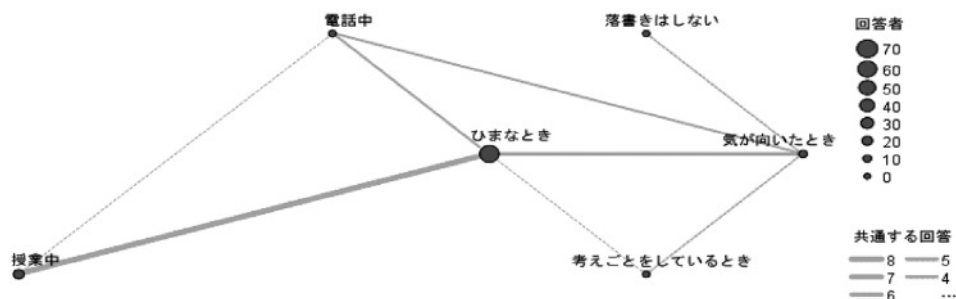 電話中
落書きはしない
回答者
70
60
50
40
30
20
10
0
ひまなとき
気が向いたとき
授業中
考えごとをしているとき
共通する回答
8 5
7 4
6 …